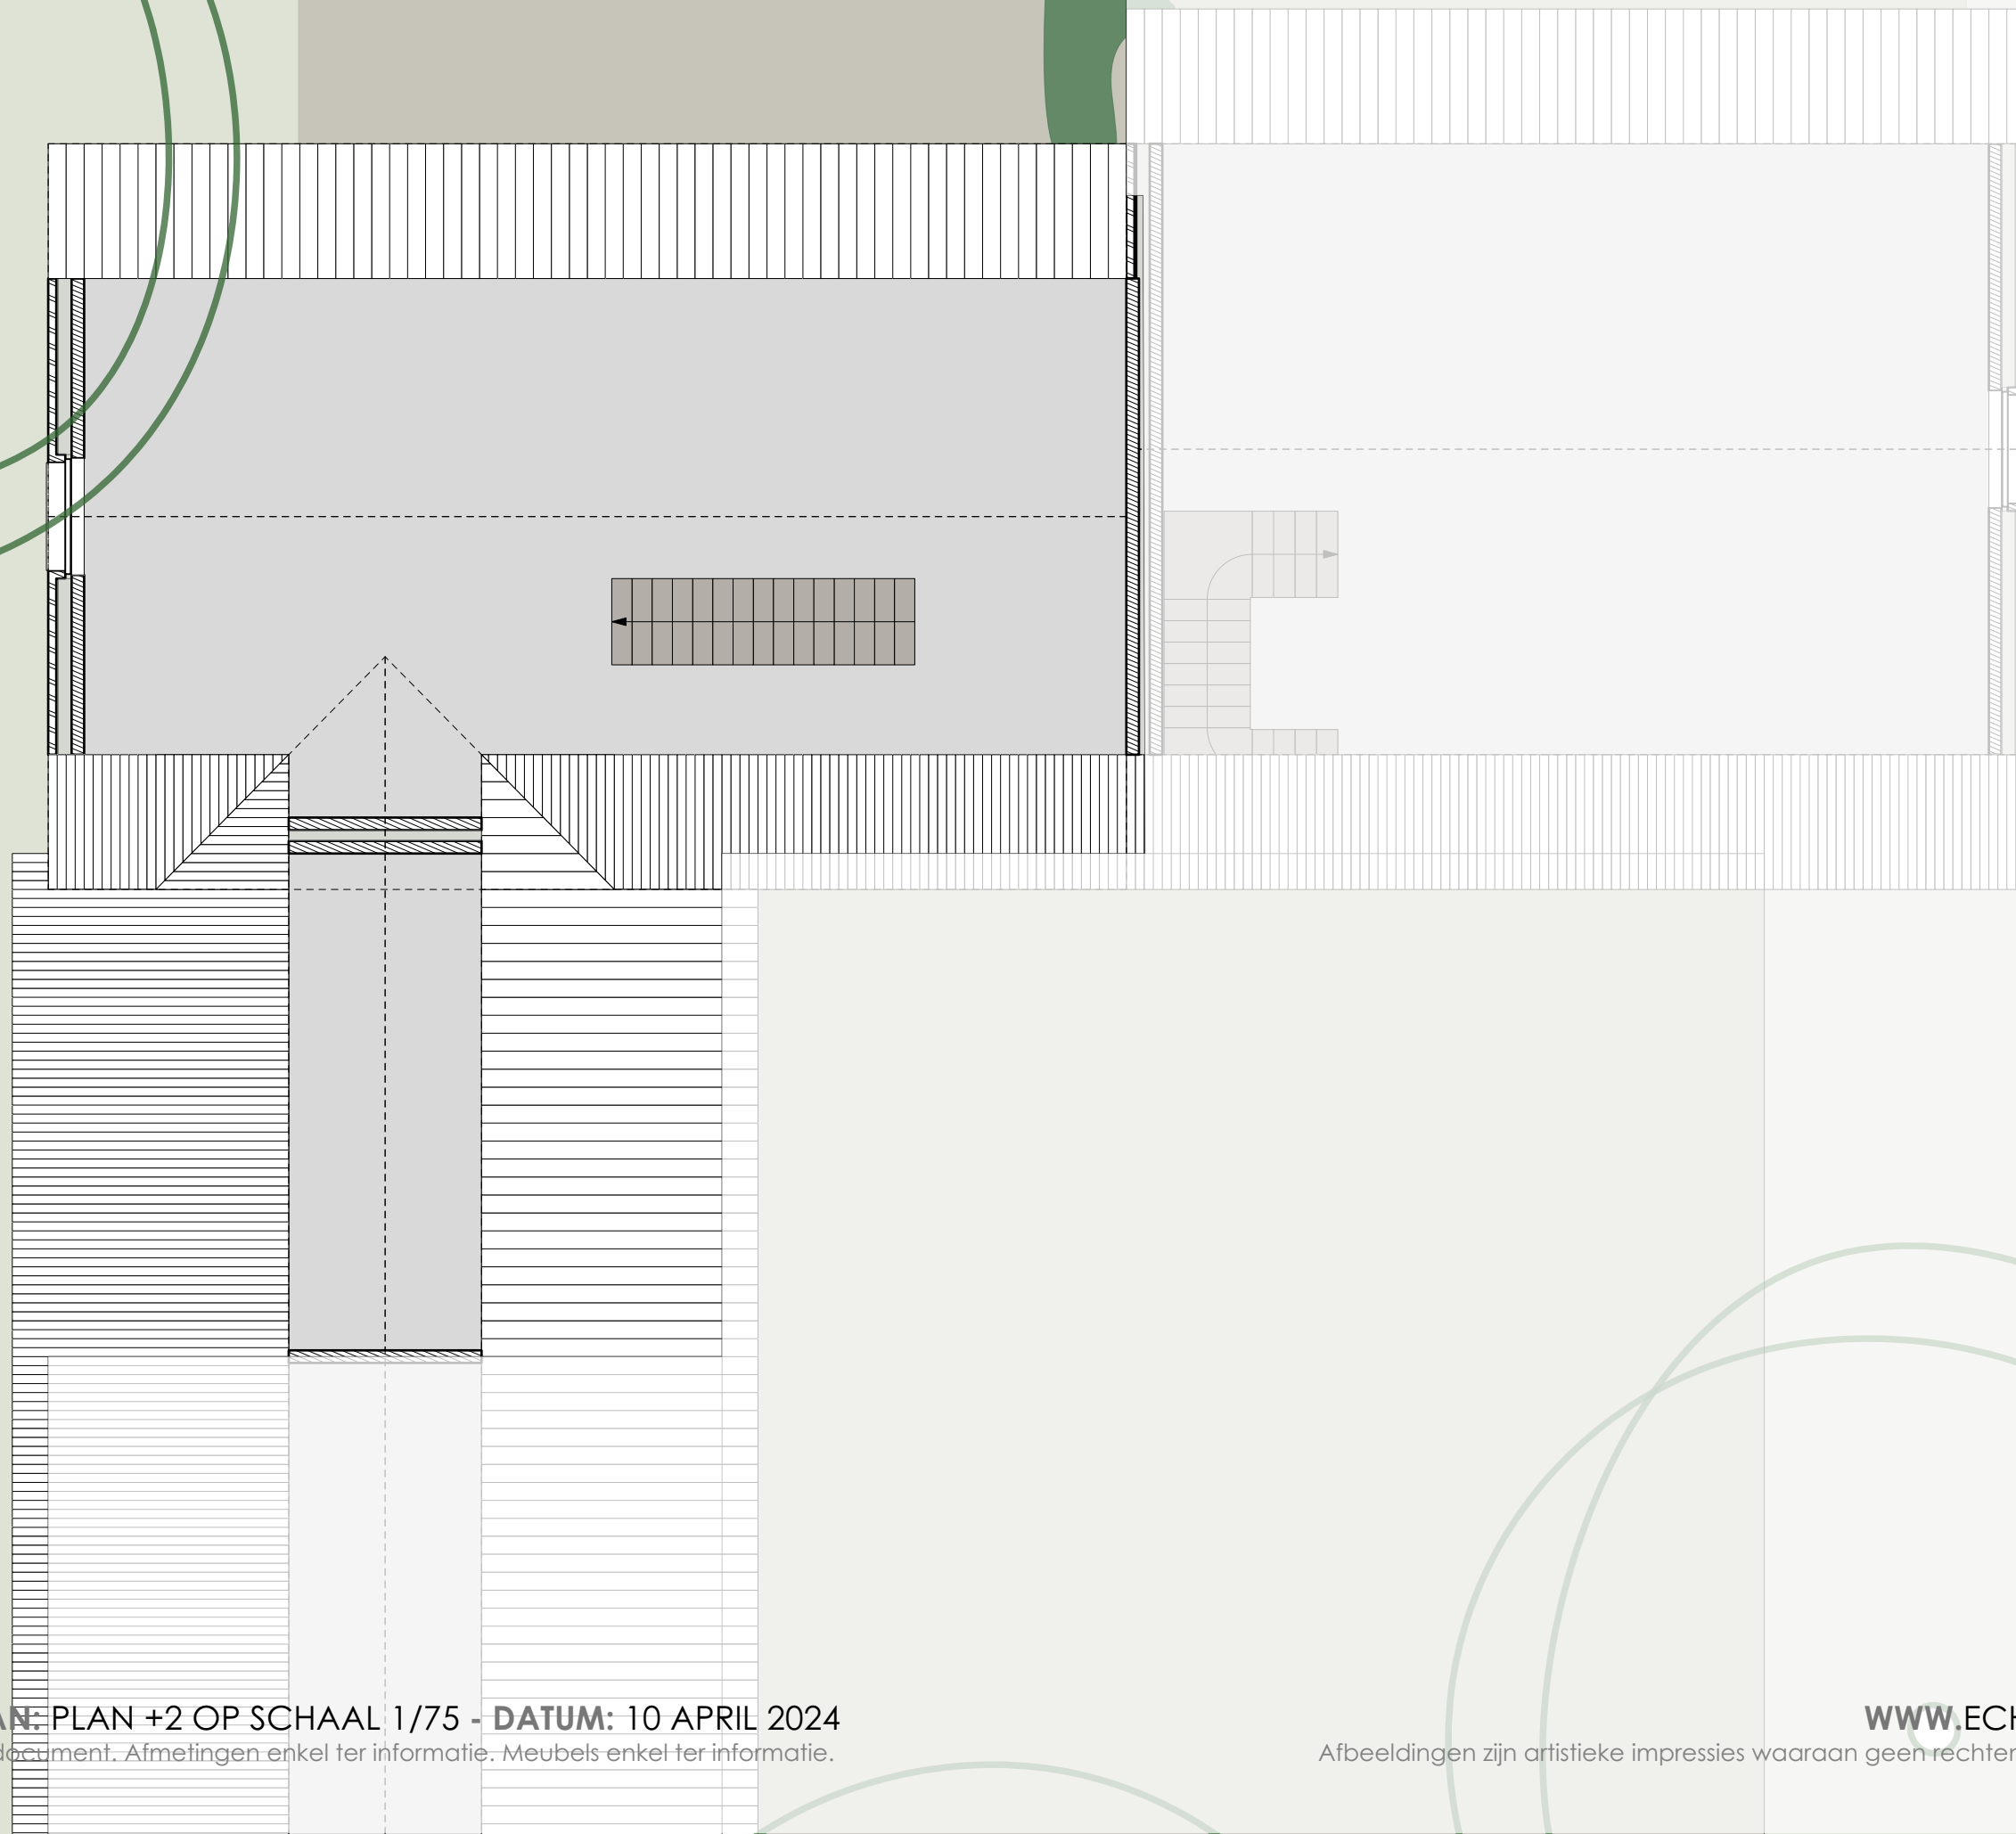 PLAN +2 OP SCHAAL 1/75 - DATUM: 10 APRIL 2024
document. Afmetingen enkel ter informatie. Meubels enkel ter informatie.
WWW.ECH
Afbeeldingen zijn artistieke impressies waaraan geen rechten